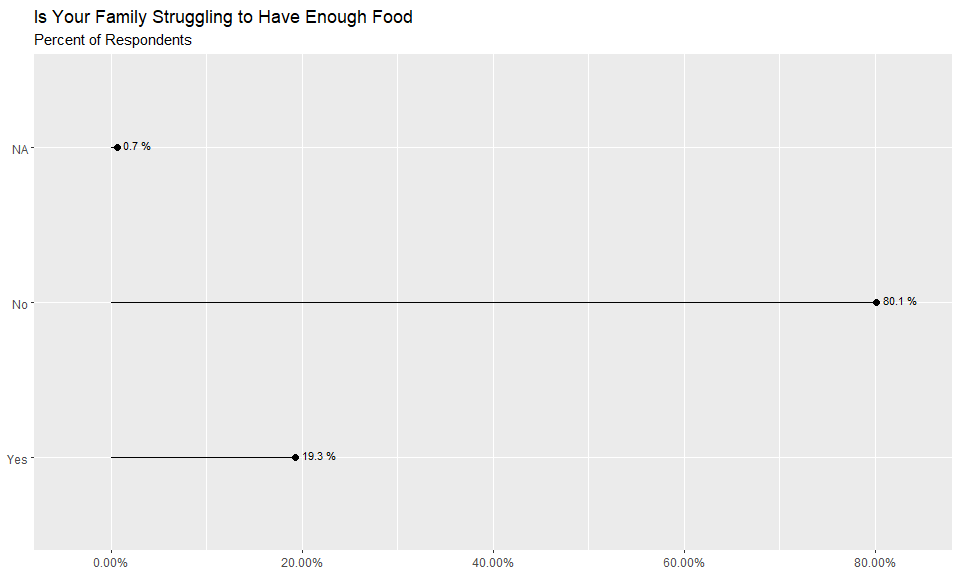 Is Your Family Struggling to Have Enough Food
Percent of Respondents
NA
0.7 %
No
80.1 %
Yes
19.3 %
0.00% 20.00% 40.00% 60.00% 80.00%